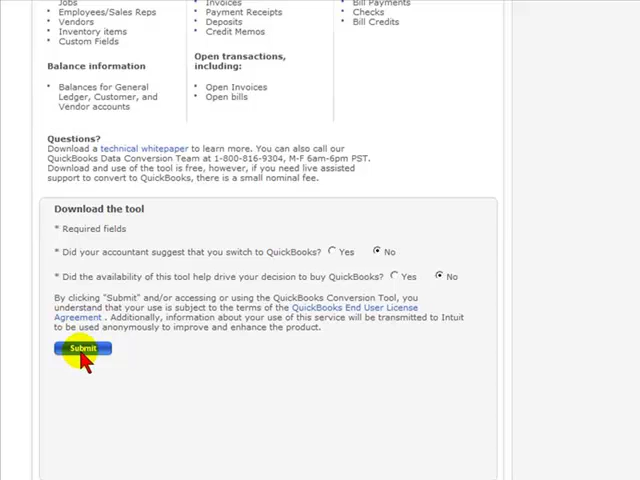 Jobs
Employees/Sales Reps
Vendors
Inventory items
Custom Fields
Invoices
Payment Receipts
Deposits
Credit Memos
Bill Payments
Checks
Bill Credits
Balance information
Balances for General
Ledger, Customer, and
Vendor accounts
Open transactions,
including:
Open Invoices
Open bills
Questions?
Download a technical whitepaper to learn more. You can also call our
QuickBooks Data Conversion Team at 1-800-816-9304, M-F 6am-6pm PST.
Download and use of the tool is free, however, if you need live assisted
support to convert to QuickBooks, there is a small nominal fee.
Download the tool
* Required fields
* Did your accountant suggest that you switch to QuickBooks? Yes No
* Did the availability of this tool help drive your decision to buy QuickBooks? Yes No
By clicking "Submit" and/or accessing or using the QuickBooks Conversion Tool, you
understand that your use is subject to the terms of the QuickBooks End User License
Agreement . Additionally, information about your use of this service will be transmitted to Intuit
to be used anonymously to improve and enhance the product.
Submit